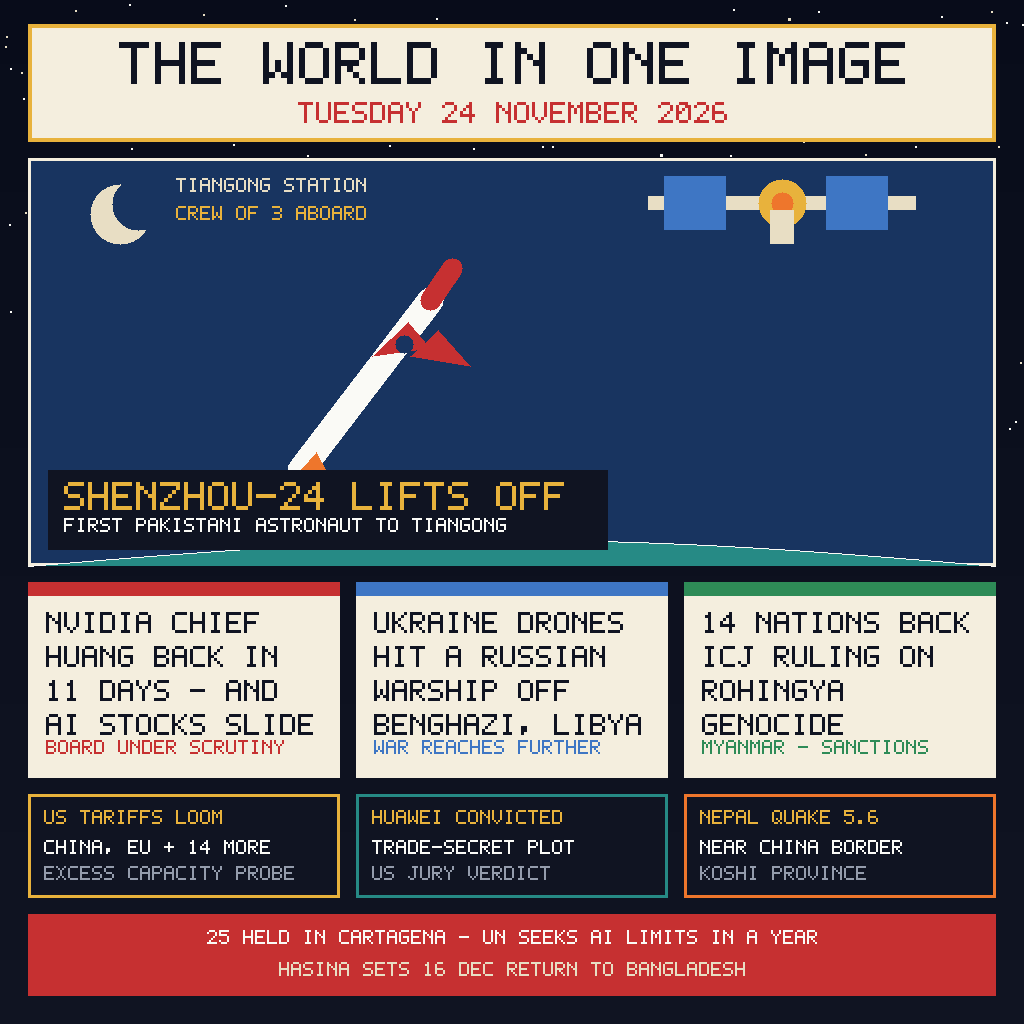 THE WORLD IN ONE IMAGE
TUESDAY 24 NOVEMBER 2026
TIANGONG STATION
CREW OF 3 ABOARD
SHENZHOU-24 LIFTS OFF
FIRST PAKISTANI ASTRONAUT TO TIANGONG
NVIDIA CHIEF
HUANG BACK IN
11 DAYS - AND
AI STOCKS SLIDE
BOARD UNDER SCRUTINY
UKRAINE DRONES
HIT A RUSSIAN
WARSHIP OFF
BENGHAZI, LIBYA
WAR REACHES FURTHER
14 NATIONS BACK
ICJ RULING ON
ROHINGYA
GENOCIDE
MYANMAR - SANCTIONS
US TARIFFS LOOM
CHINA, EU + 14 MORE
EXCESS CAPACITY PROBE
HUAWEI CONVICTED
TRADE-SECRET PLOT
US JURY VERDICT
NEPAL QUAKE 5.6
NEAR CHINA BORDER
KOSHI PROVINCE
25 HELD IN CARTAGENA - UN SEEKS AI LIMITS IN A YEAR
HASINA SETS 16 DEC RETURN TO BANGLADESH